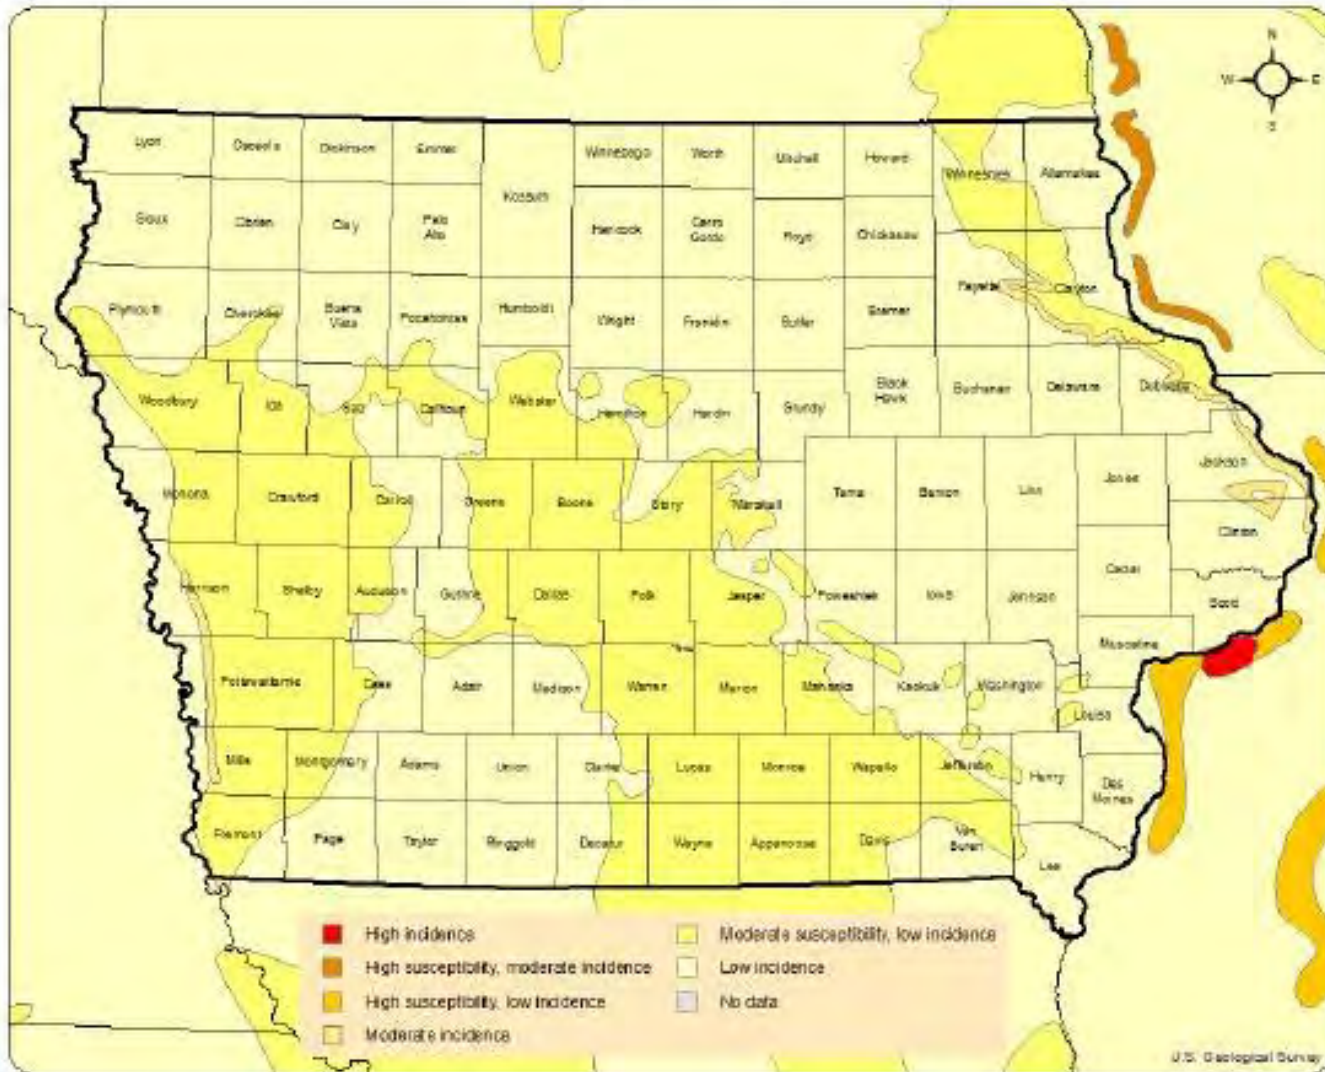 N
W E
S
Lyon Osceola Dickinson Emmet Winnebago Worth Mitchell Howard Winneshiek Allamakee
Kossuth
Sioux Obrien Clay Palo Alto Hancock Cerro Gordo Floyd Chickasaw
Plymouth Cherokee Buena Vista Pocahontas Humboldt Wright Franklin Butler Bremer Fayette Clayton
Woodbury Ida Sac Calhoun Webster Hamilton Hardin Grundy Black Hawk Buchanan Delaware Dubuque
Monona Crawford Carroll Greene Boone Story Marshall Tama Benton Linn Jones Jackson
Clinton
Harrison Shelby Audubon Guthrie Dallas Polk Jasper Poweshiek Iowa Johnson Cedar Scott
Muscatine
Pottawattamie Cass Adair Madison Warren Marion Mahaska Keokuk Washington Louisa
Mills Montgomery Adams Union Clarke Lucas Monroe Wapello Jefferson Henry Des Moines
Fremont Page Taylor Ringgold Decatur Wayne Appanoose Davis Van Buren Lee
High incidence
High susceptibility, moderate incidence
High susceptibility, low incidence
Moderate incidence
Moderate susceptibility, low incidence
Low incidence
No data
U.S. Geological Survey